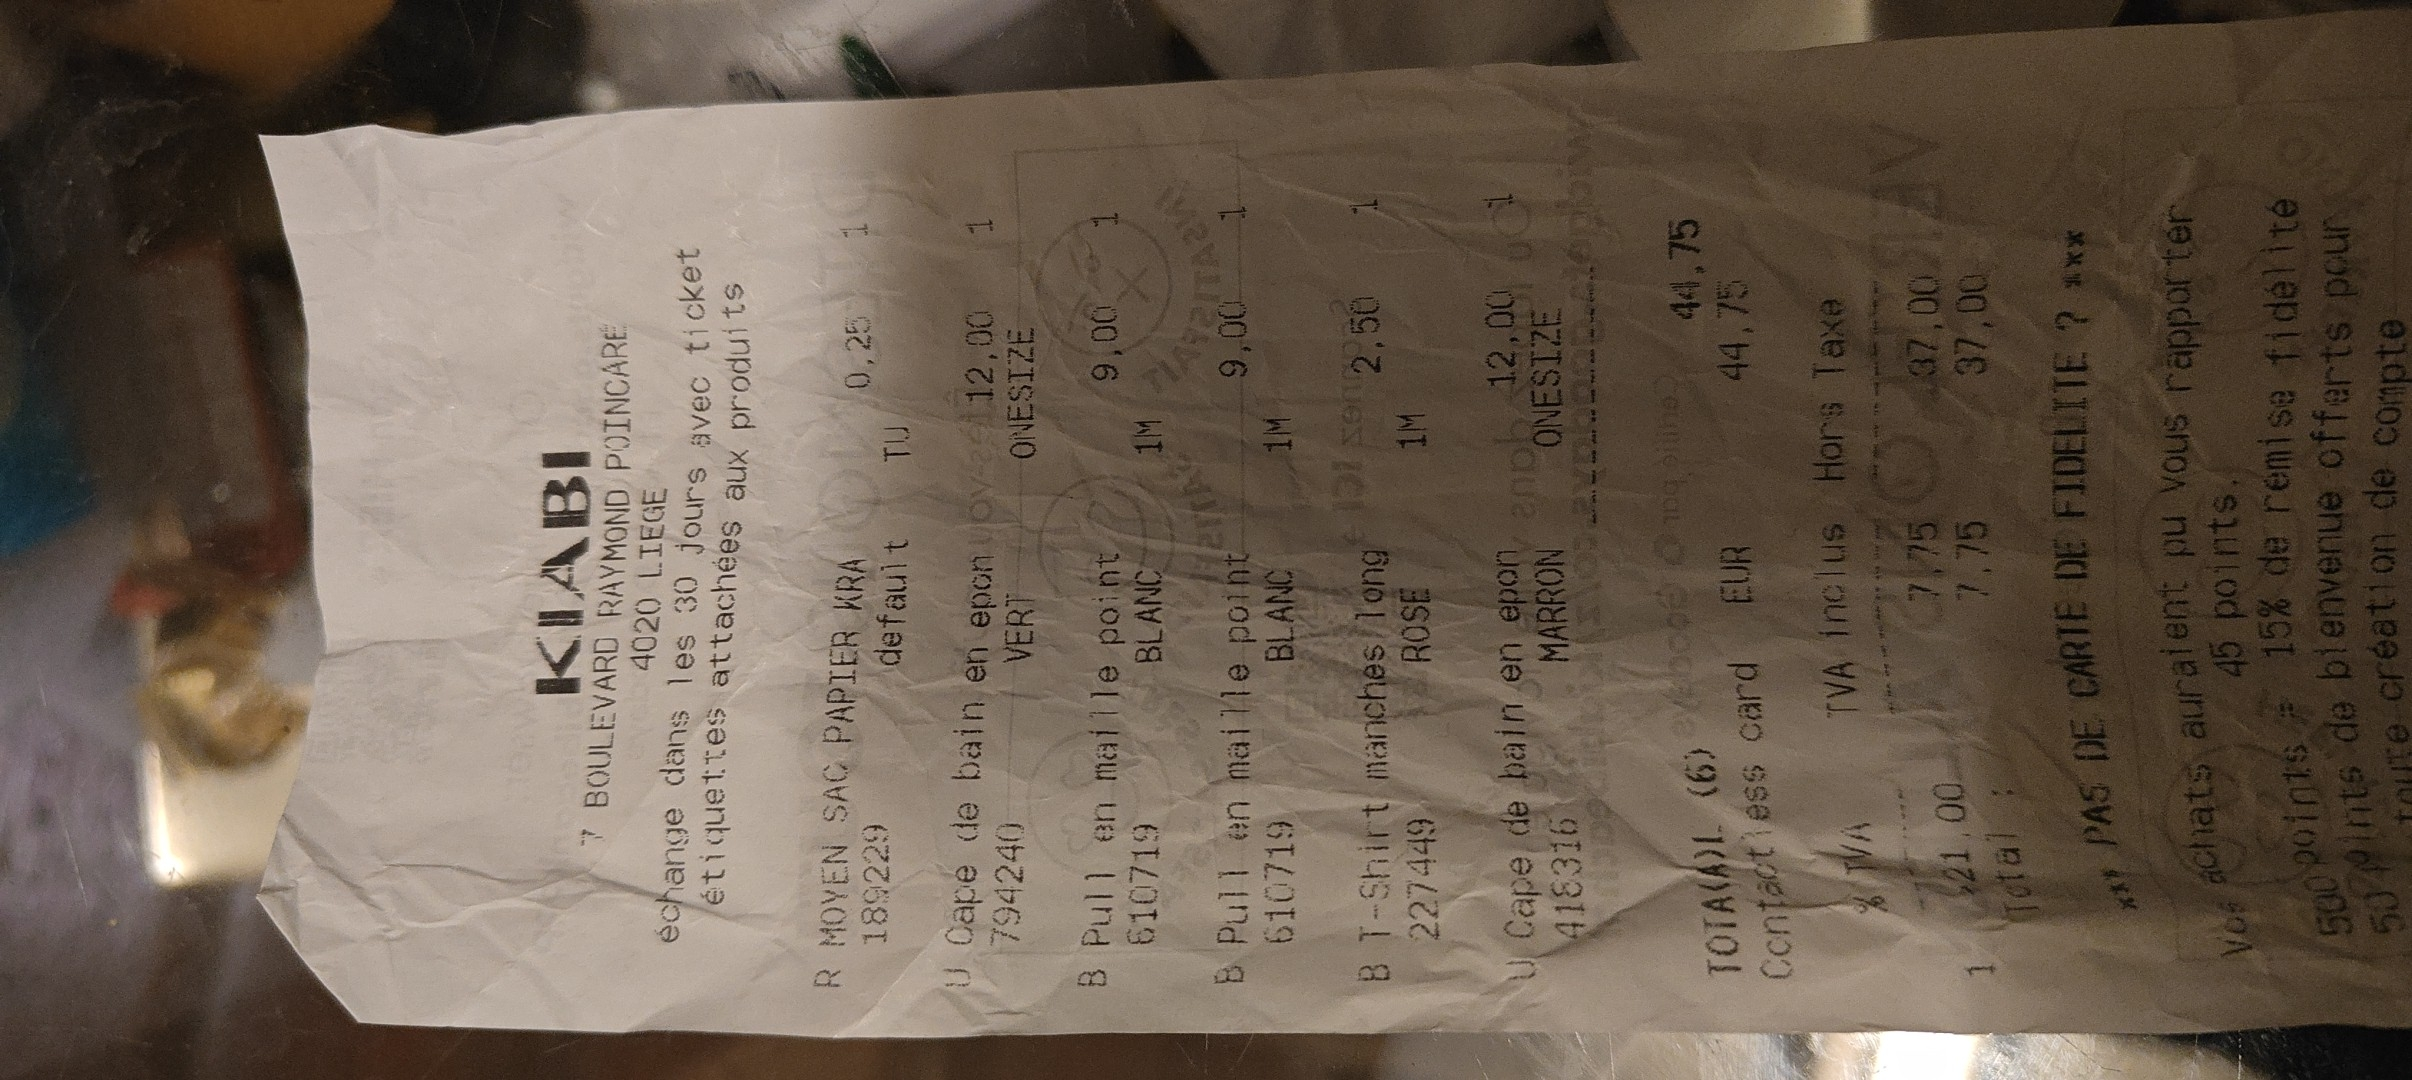 KIABI
7 BOULEVARD RAYMOND POINCARE
4020 LIEGE
échange dans les 30 jours avec ticket
étiquettes attachées aux produits
R MOYEN SAC PAPIER KRA 0,25 1
1892229 defaut TU
U Cape de bain en epon 12,00 1
794240 VERT ONESIZE
B Pull en maille point 9,00 1
610719 BLANC 1M
B Pull en maille point 9,00 1
610719 BLANC 1M
B T-Shirt manches long 2,50 1
227449 ROSE 1M
U Cape de bain en epon 12,00 1
418316 MARRON ONESIZE
TOTA(A)L (6) 44,75
Contactless card EUR 44,75
% TVA TVA inclus Hors Taxe
1 21,00 7,75 37,00
Total : 7,75 37,00
*** PAS DE CARTE DE FIDELITE ? ***
Vos achats auraient pu vous rapporter
45 points.
500 points = 15% de remise fidélité
50 points de bienvenue offerts pour
toute création de compte